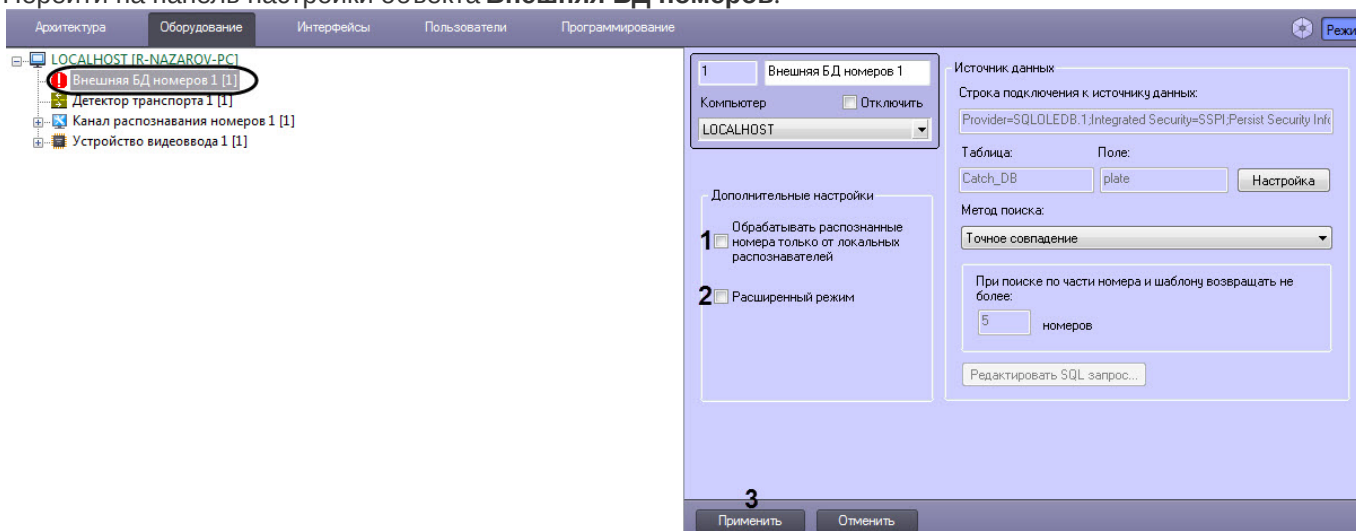 Перейти на панель настройки объекта Внешняя БД номеров.
Архитектура Оборудование Интерфейсы Пользователи Программирование
LOCALHOST [R-NAZAROV-PC]
Внешняя БД номеров 1 [1]
Детектор транспорта 1 [1]
Канал распознавания номеров 1 [1]
Устройство видеоввода 1 [1]
1 Внешняя БД номеров 1
Компьютер Отключить
LOCALHOST
Дополнительные настройки
1 Обрабатывать распознанные
номера только от локальных
распознавателей
2 Расширенный режим
Источник данных
Строка подключения к источнику данных:
Provider=SQLOLEDB.1;Integrated Security=SSPI;Persist Security Info
Таблица: Поле:
Catch_DB plate Настройка
Метод поиска:
Точное совпадение
При поиске по части номера и шаблону возвращать не
более:
5 номеров
Редактировать SQL запрос...
3
Применить Отменить